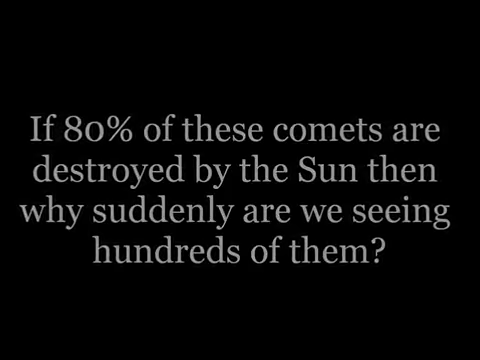 If 80% of these comets are
destroyed by the Sun then
why suddenly are we seeing
hundreds of them?